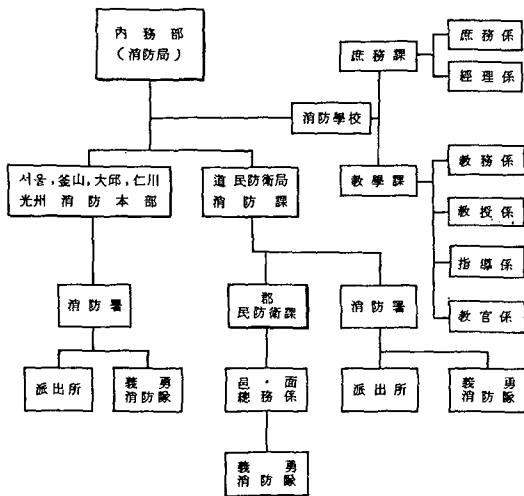 內務部
(消防局)
庶務課
庶務係
經理係
消防學校
敎學課
敎務係
敎授係
指導係
敎官係
서울,釜山,大邱,仁川
光州 消防本部
道 民防衛局
消防課
消防署
郡
民防衛課
消防署
派出所
義勇
消防隊
邑·面
總務係
派出所
義勇
消防隊
義勇
消防隊